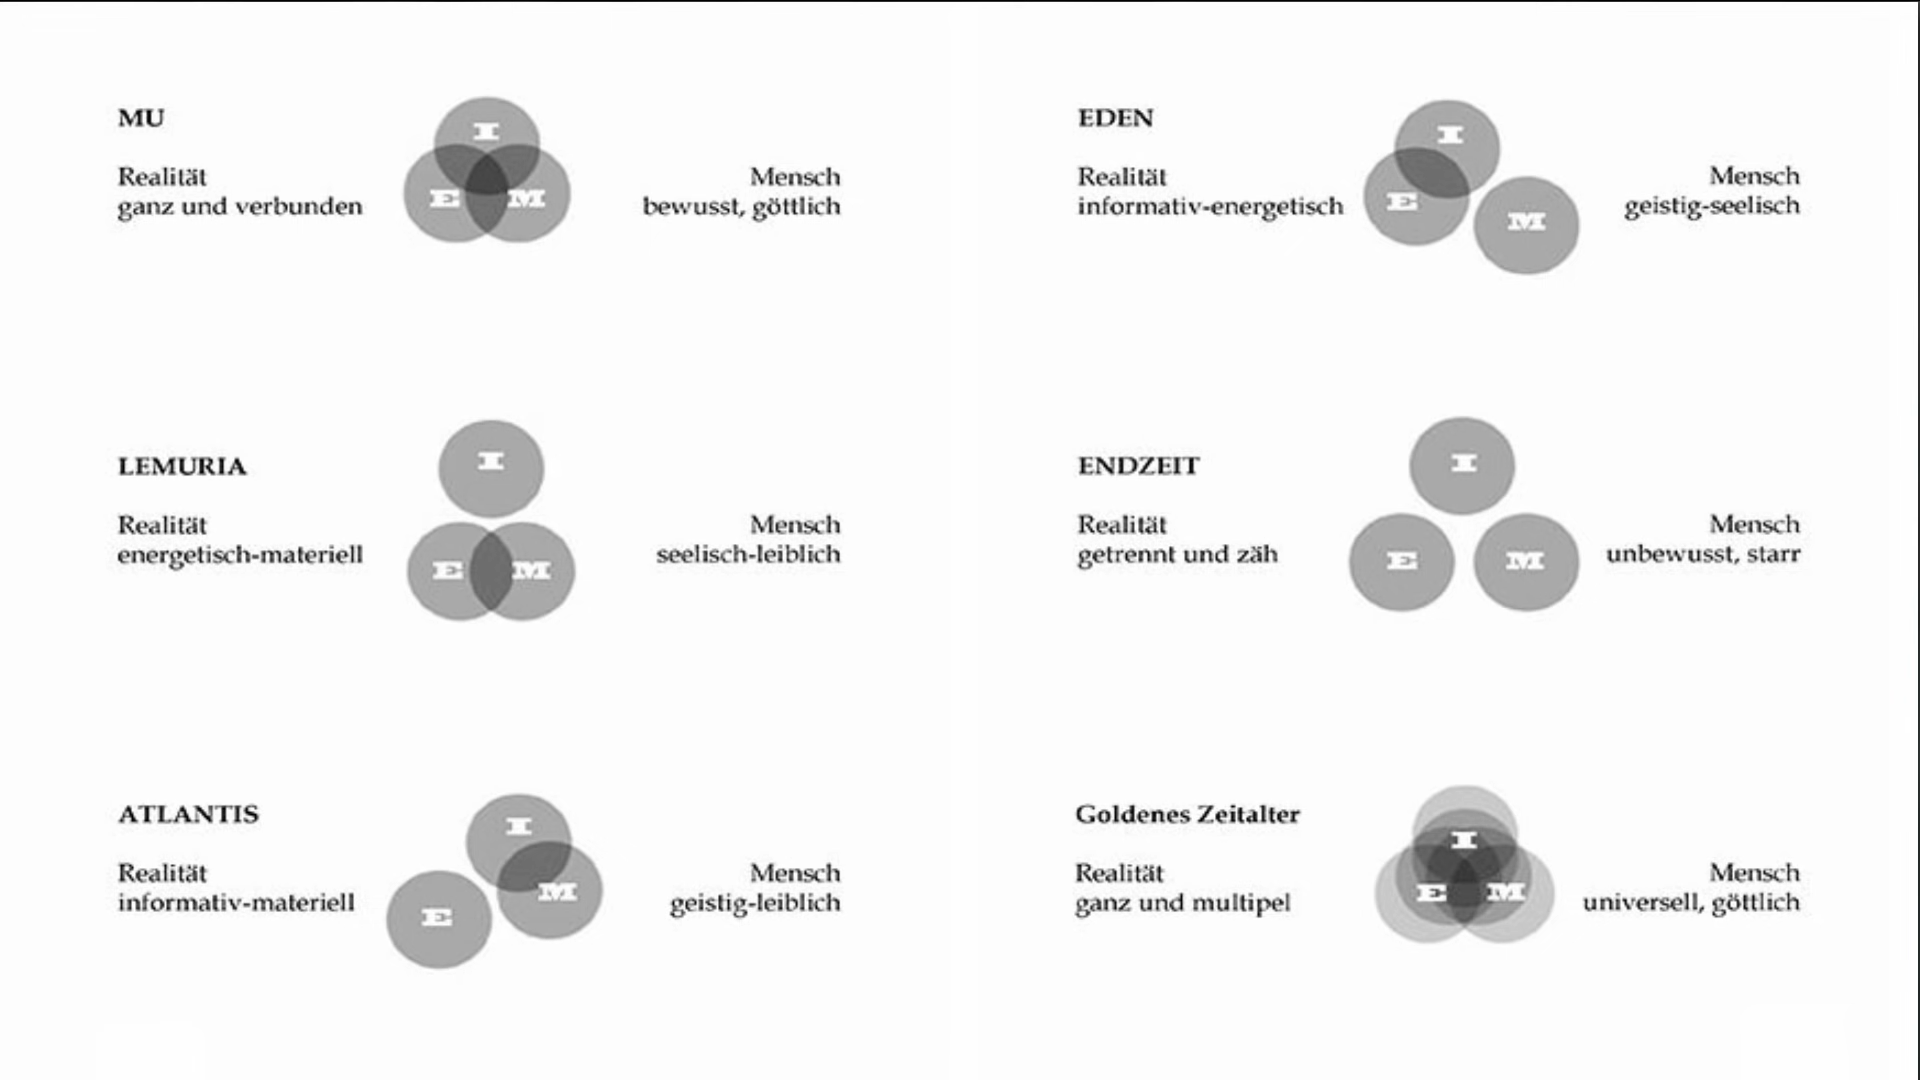 MU
Realität
ganz und verbunden
I
E M
Mensch
bewusst, göttlich
EDEN
Realität
informativ-energetisch
I
E M
Mensch
geistig-seelisch
LEMURIA
Realität
energetisch-materiell
I
E M
Mensch
seelisch-leiblich
ENDZEIT
Realität
getrennt und zäh
I
E M
Mensch
unbewusst, starr
ATLANTIS
Realität
informativ-materiell
I
E M
Mensch
geistig-leiblich
Goldenes Zeitalter
Realität
ganz und multipel
I
E M
Mensch
universell, göttlich